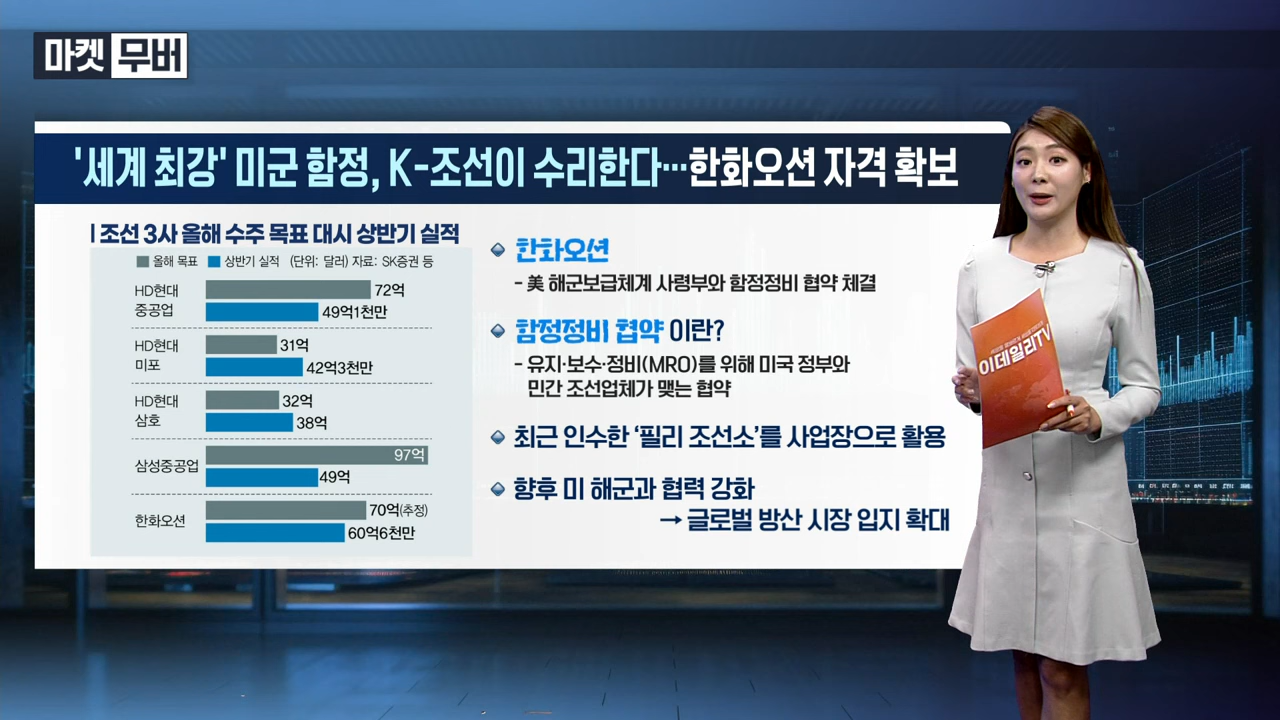 마켓 무버
'세계 최강' 미군 함정, K-조선이 수리한다…한화오션 자격 확보
조선 3사 올해 수주 목표 대시 상반기 실적
올해 목표 상반기 실적 (단위: 달러) 자료: SK증권 등
HD현대
중공업
72억
49억1천만
HD현대
미포
31억
42억3천만
HD현대
삼호
32억
38억
삼성중공업
97억
49억
한화오션
70억(추정)
60억6천만
한화오션
- 美 해군보급체계 사령부와 함정정비 협약 체결
함정정비 협약 이란?
- 유지·보수·정비(MRO)를 위해 미국 정부와
민간 조선업체가 맺는 협약
최근 인수한 '필리 조선소'를 사업장으로 활용
향후 미 해군과 협력 강화
→ 글로벌 방산 시장 입지 확대
이데일리TV